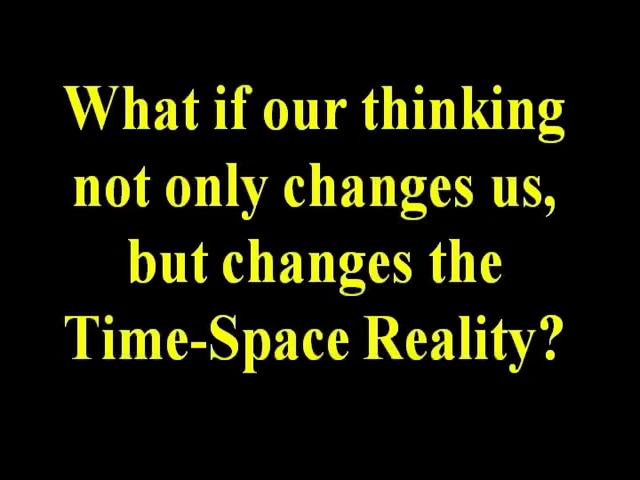 What if our thinking
not only changes us,
but changes the
Time-Space Reality?